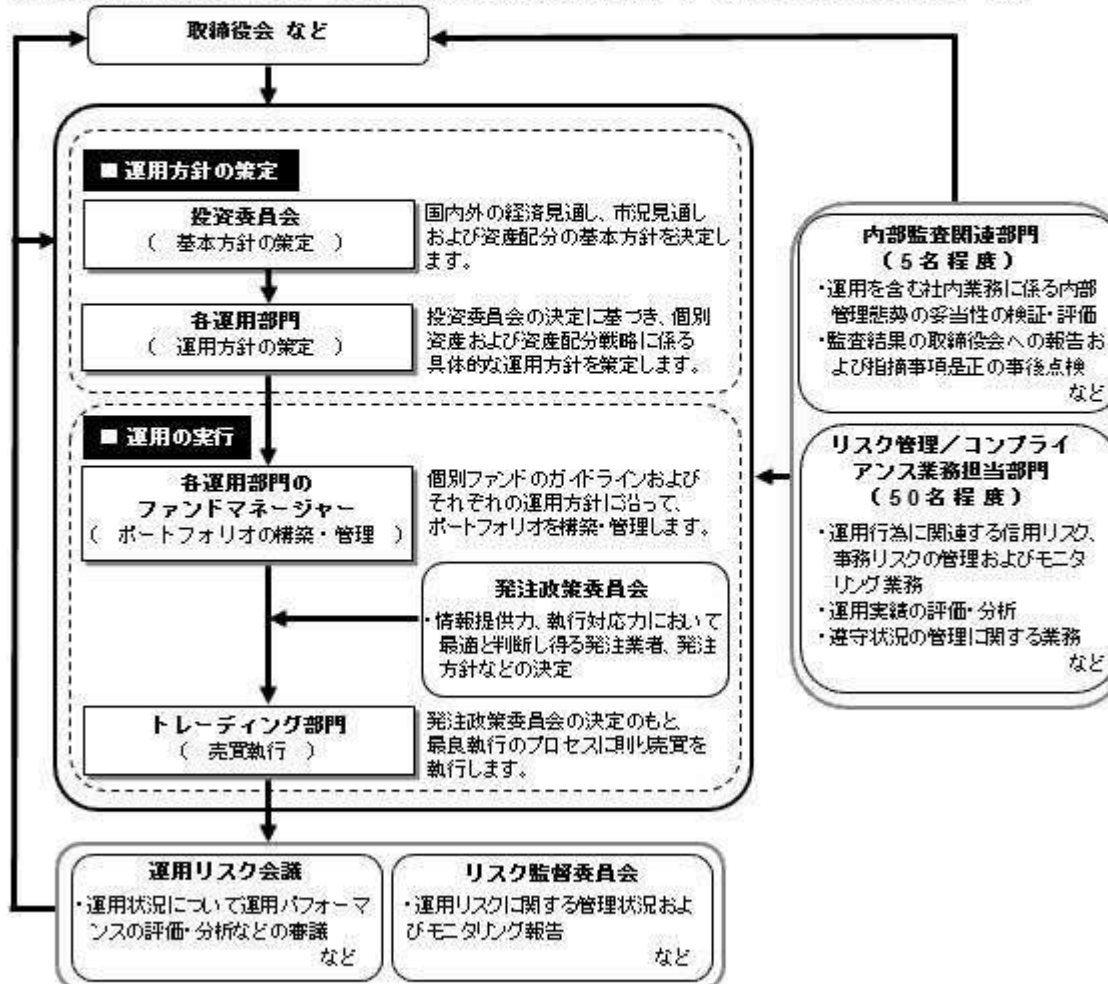 取締役会 など
■ 運用方針の策定
投資委員会
（ 基本方針の策定 ）
国内外の経済見通し、市況見通し
および資産配分の基本方針を決定し
ます。
各運用部門
（ 運用方針の策定 ）
投資委員会の決定に基づき、個別
資産および資産配分戦略に係る
具体的な運用方針を策定します。
■ 運用の実行
各運用部門の
ファンドマネージャー
（ ポートフォリオの構築・管理 ）
個別ファンドのガイドラインおよび
それぞれの運用方針に沿って、
ポートフォリオを構築・管理します。
発注政策委員会
・情報提供力、執行対応力において
最適と判断し得る発注業者、発注
方針などの決定
トレーディング部門
（ 売買執行 ）
発注政策委員会の決定のもと
最良執行のプロセスに則り売買を
執行します。
内部監査関連部門
（５名程度）
・運用を含む社内業務に係る内部
管理態勢の妥当性の検証・評価
・監査結果の取締役会への報告お
よび指摘事項是正の事後点検
など
リスク管理／コンプライ
アンス業務担当部門
（５０名程度）
・運用行為に関連する信用リスク、
事務リスクの管理およびモニタ
リング業務
・運用実績の評価・分析
・遵守状況の管理に関する業務
など
運用リスク会議
・運用状況について運用パフォーマ
ンスの評価・分析などの審議
など
リスク監督委員会
・運用リスクに関する管理状況およ
びモニタリング報告
など